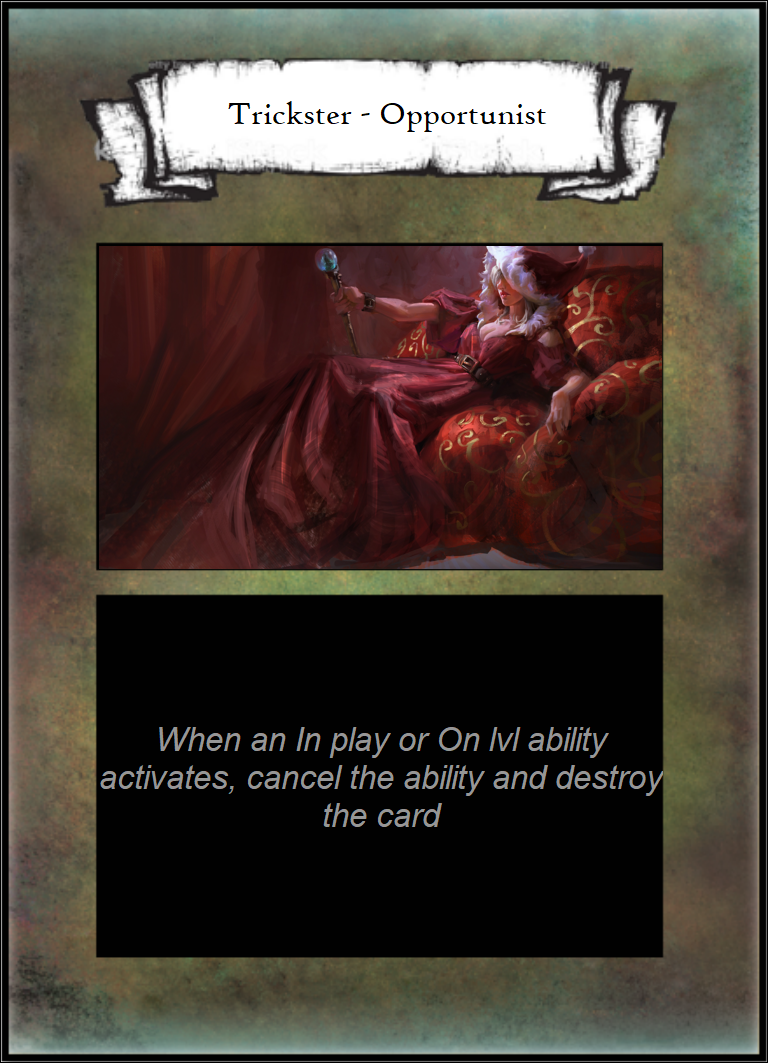 Trickster - Opportunist
When an In play or On lvl ability
activates, cancel the ability and destroy
the card